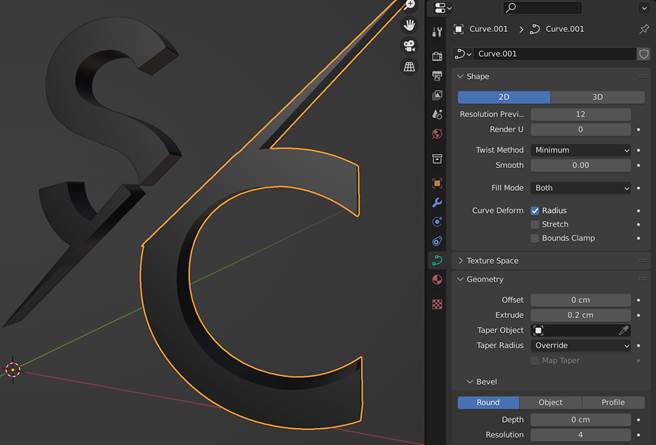 Curve.001 > Curve.001
Curve.001
Shape
2D 3D
Resolution Previ... 12
Render U 0
Twist Method Minimum
Smooth 0.00
Fill Mode Both
Curve Deform Radius
Stretch
Bounds Clamp
Texture Space
Geometry
Offset 0 cm
Extrude 0.2 cm
Taper Object
Taper Radius Override
Map Taper
Bevel
Round Object Profile
Depth 0 cm
Resolution 4